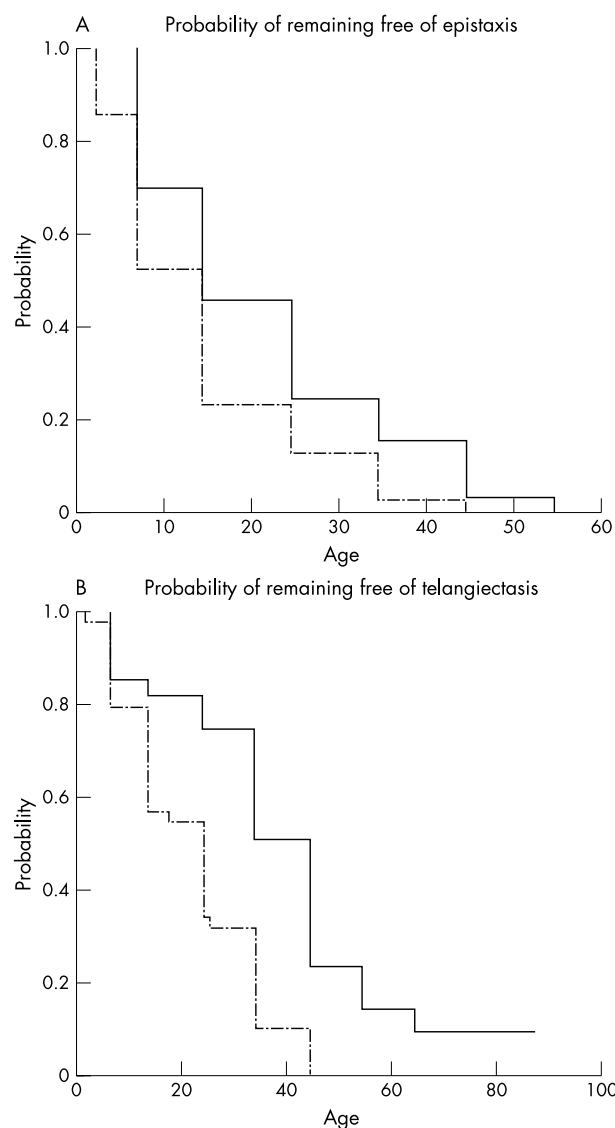 A Probability of remaining free of epistaxis
1.0
0.8
0.6
0.4
0.2
0
Probability
0 10 20 30 40 50 60
Age
B Probability of remaining free of telangiectasis
1.0
0.8
0.6
0.4
0.2
0
Probability
0 20 40 60 80 100
Age